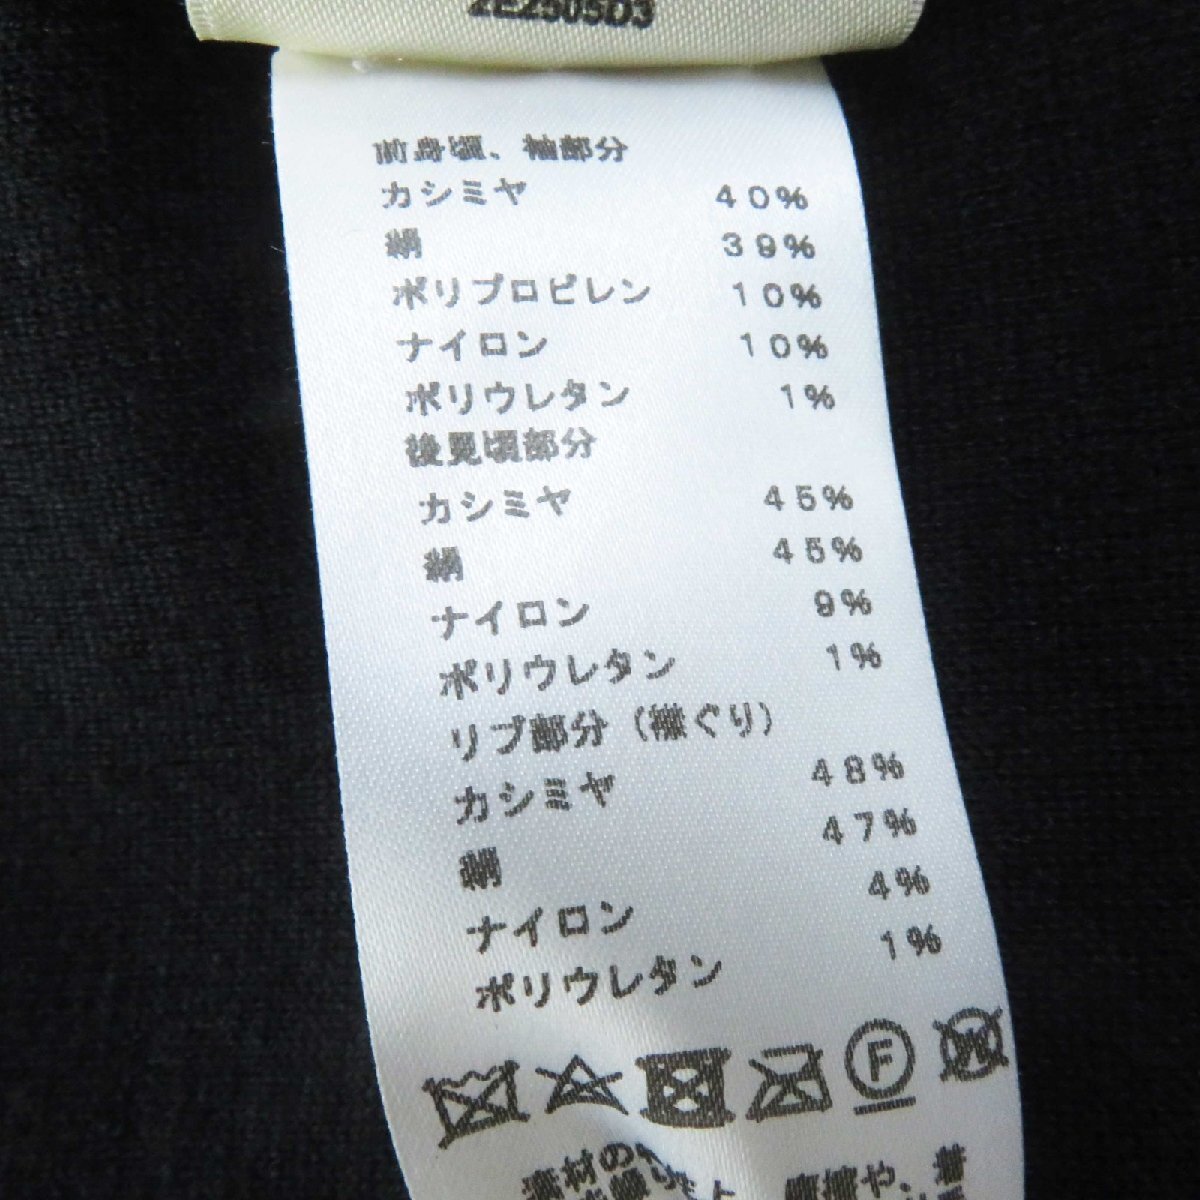 2E2505D3
前身頃、袖部分
カシミヤ 40%
絹 39%
ポリプロピレン 10%
ナイロン 10%
ポリウレタン 1%
後見頃部分
カシミヤ 45%
絹 45%
ナイロン 9%
ポリウレタン 1%
リブ部分（襟ぐり）
カシミヤ 48%
絹 47%
ナイロン 4%
ポリウレタン 1%
F W
素材の